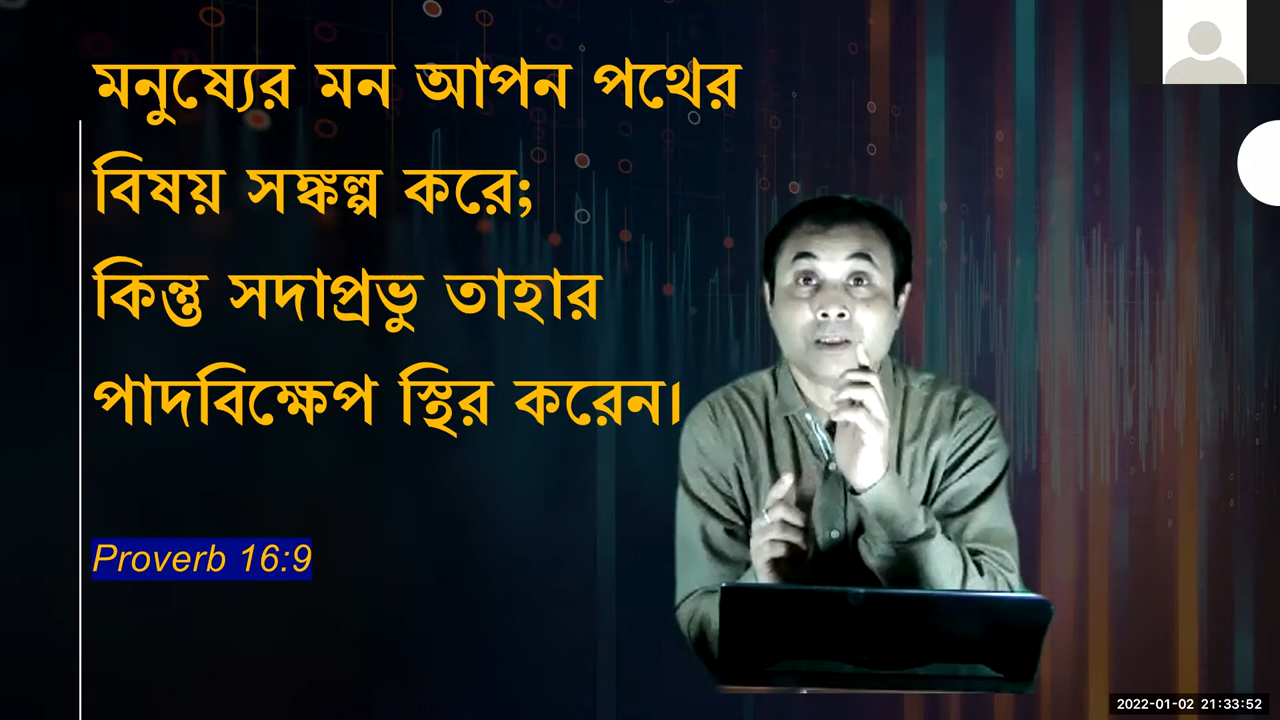 মনুষ্যের মন আপন পথের
বিষয় সঙ্কল্প করে;
কিন্তু সদাপ্রভু তাহার
পাদবিক্ষেপ স্থির করেন।
Proverb 16:9
2022-01-02 21:33:52